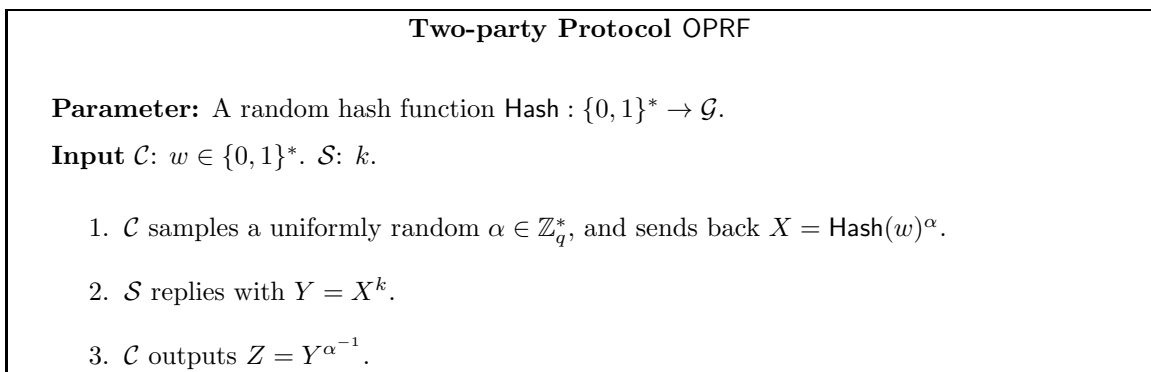 Two-party Protocol OPRF
Parameter: A random hash function Hash : {0, 1}* → 𝒢.
Input 𝒞: w ∈ {0, 1}*. 𝒮: k.
1. 𝒞 samples a uniformly random α ∈ ℤ_q^*, and sends back X = Hash(w)^α.
2. 𝒮 replies with Y = X^k.
3. 𝒞 outputs Z = Y^{α^{-1}}.